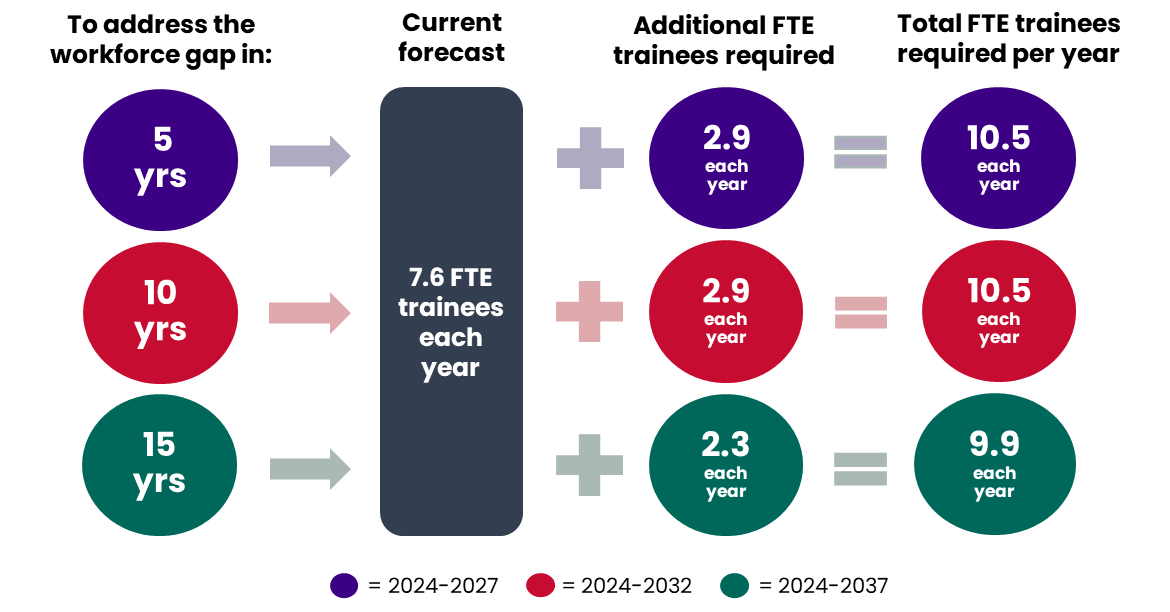 To address the
workforce gap in:
Current
forecast
Additional FTE
trainees required
Total FTE trainees
required per year
5
yrs
10
yrs
15
yrs
7.6 FTE
trainees
each
year
2.9
each
year
10.5
each
year
2.9
each
year
10.5
each
year
2.3
each
year
9.9
each
year
= 2024-2027
= 2024-2032
= 2024-2037